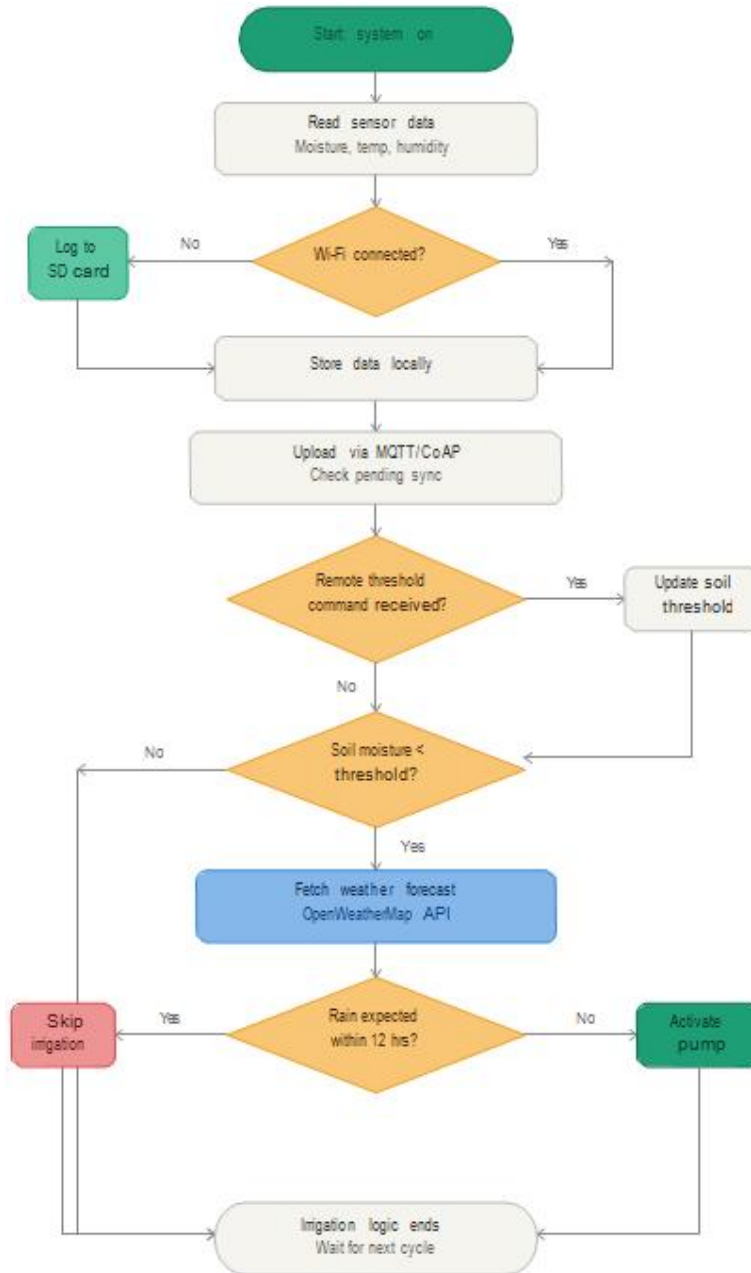 Start: system on
Read sensor data
Moisture, temp, humidity
Wi-Fi connected?
No
Yes
Log to
SD card
Store data locally
Upload via MQTT/CoAP
Check pending sync
Remote threshold
command received?
Yes
Update soil
threshold
No
Soil moisture <
threshold?
No
Yes
Fetch weather forecast
OpenWeatherMap API
Rain expected
within 12 hrs?
Yes
No
Skip
irrigation
Activate
pump
Irrigation logic ends
Wait for next cycle